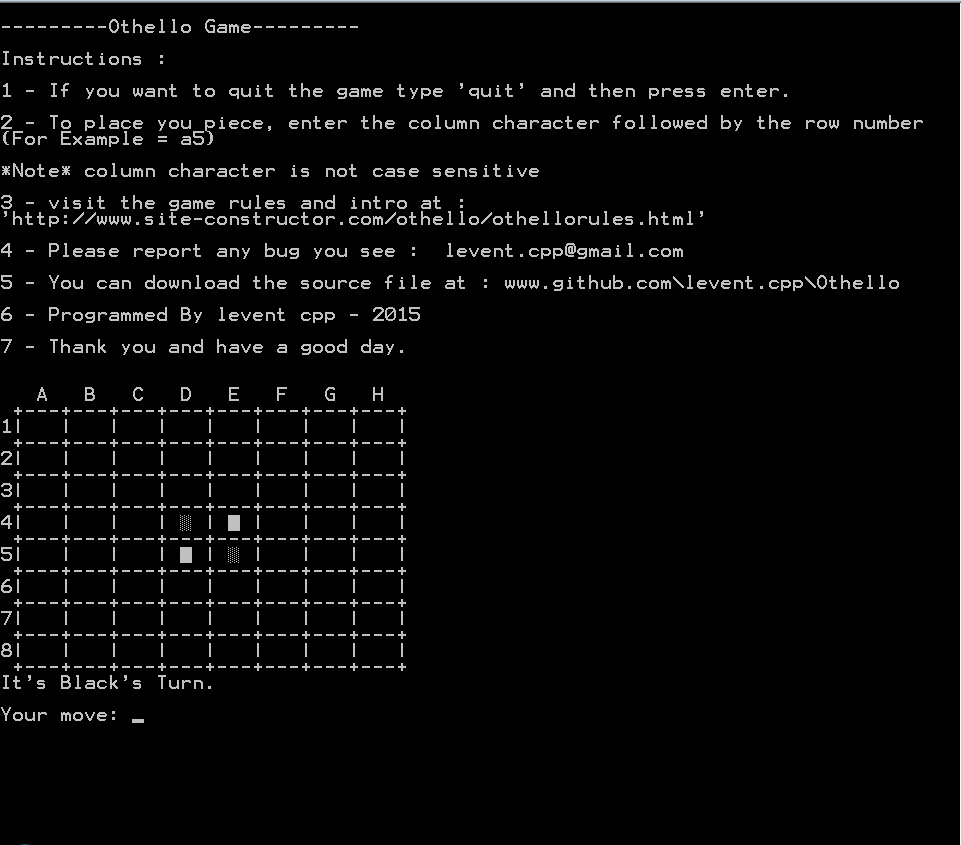 ---------Othello Game---------
Instructions :
1 - If you want to quit the game type 'quit' and then press enter.
2 - To place you piece, enter the column character followed by the row number
(For Example = a5)
*Note* column character is not case sensitive
3 - visit the game rules and intro at :
'http://www.site-constructor.com/othello/othellorules.html'
4 - Please report any bug you see :  levent.cpp@gmail.com
5 - You can download the source file at : www.github.com\levent.cpp\Othello
6 - Programmed By levent cpp - 2015
7 - Thank you and have a good day.
A B C D E F G H
1
2
3
4
5
6
7
8
It's Black's Turn.
Your move: _